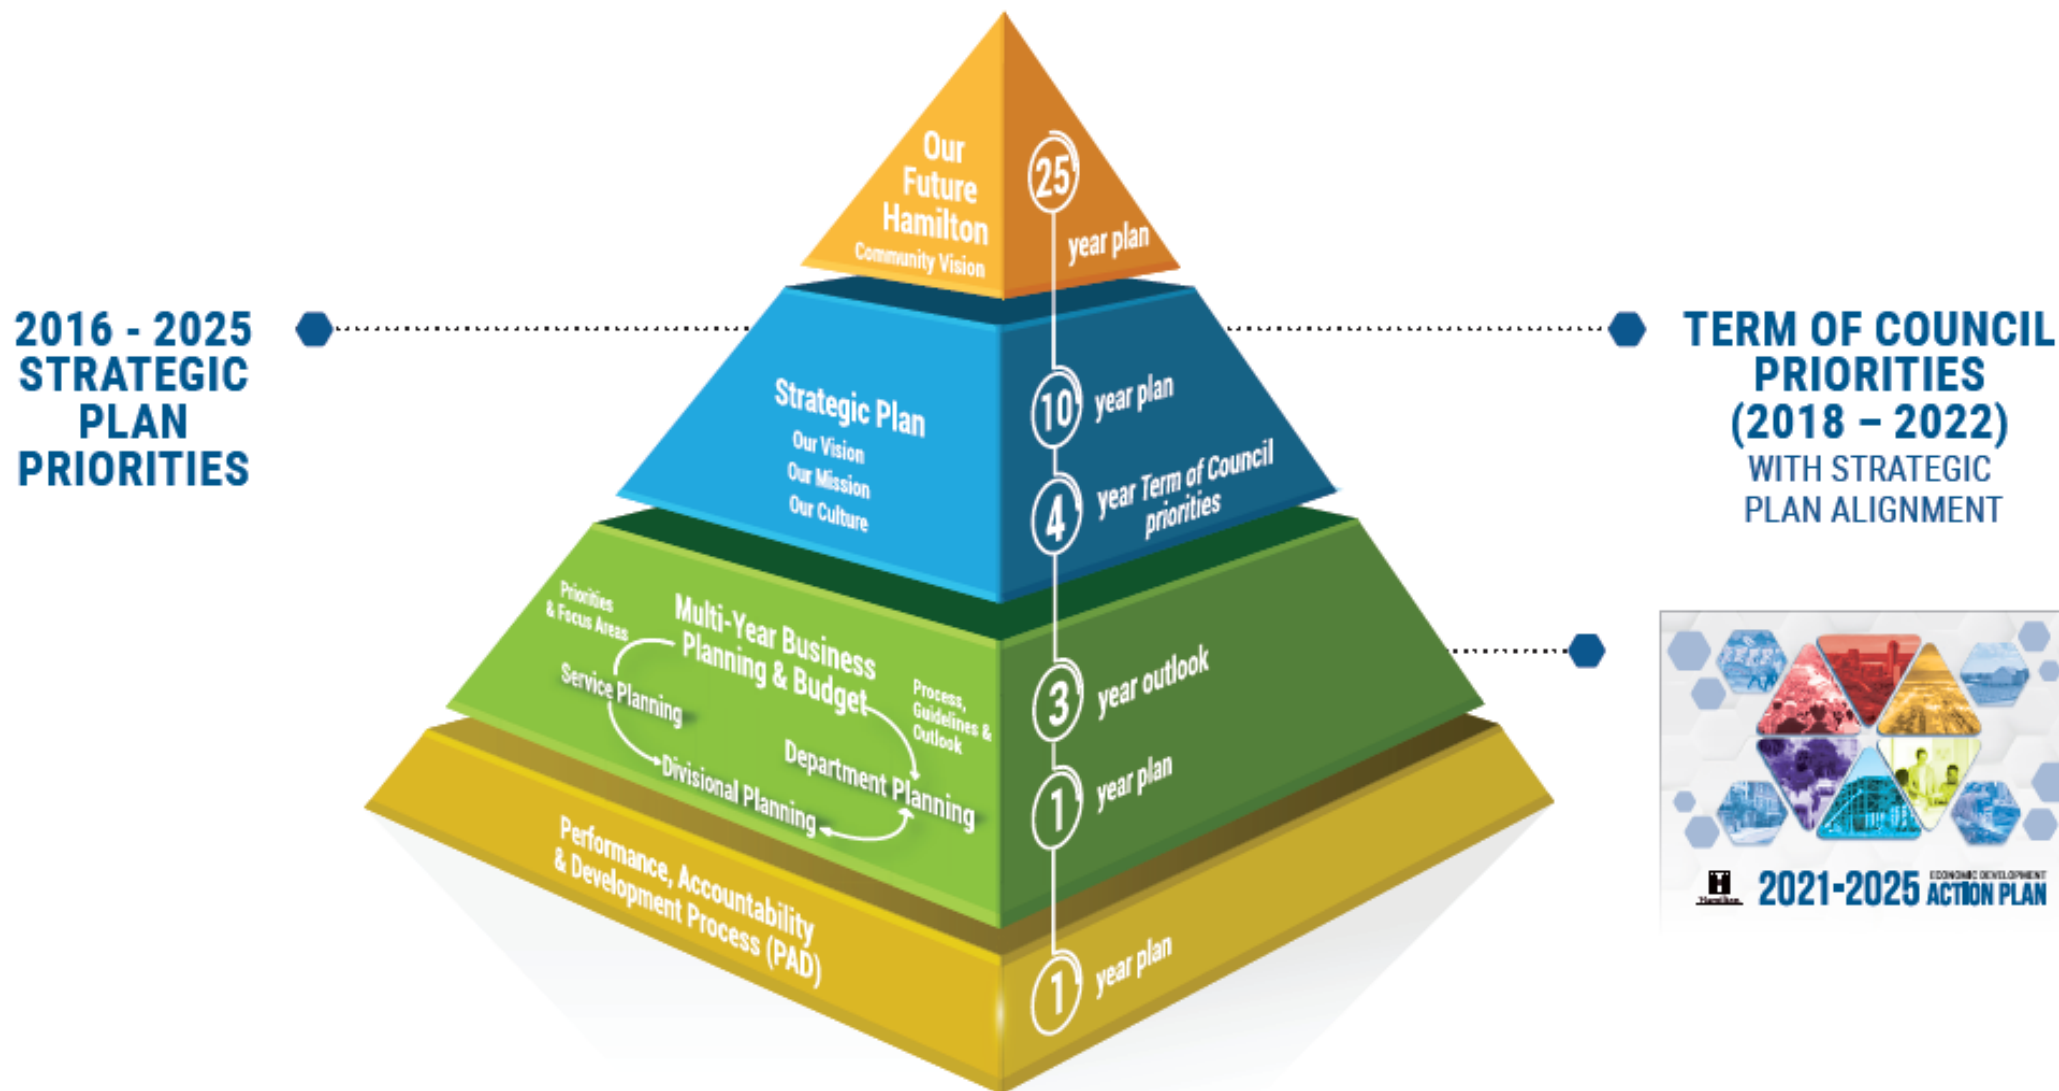 2016 - 2025
STRATEGIC
PLAN
PRIORITIES
Our
Future
Hamilton
Community Vision
25
year plan
Strategic Plan
Our Vision
Our Mission
Our Culture
10 year plan
4 year Term of Council
priorities
Priorities
& Focus Areas
Multi-Year Business
Planning & Budget
Service Planning
Process,
Guidelines &
Outlook
Department Planning
Divisional Planning
3 year outlook
1 year plan
Performance, Accountability
& Development Process (PAD)
1 year plan
TERM OF COUNCIL
PRIORITIES
(2018 – 2022)
WITH STRATEGIC
PLAN ALIGNMENT
Hamilton
2021-2025
ECONOMIC DEVELOPMENT
ACTION PLAN